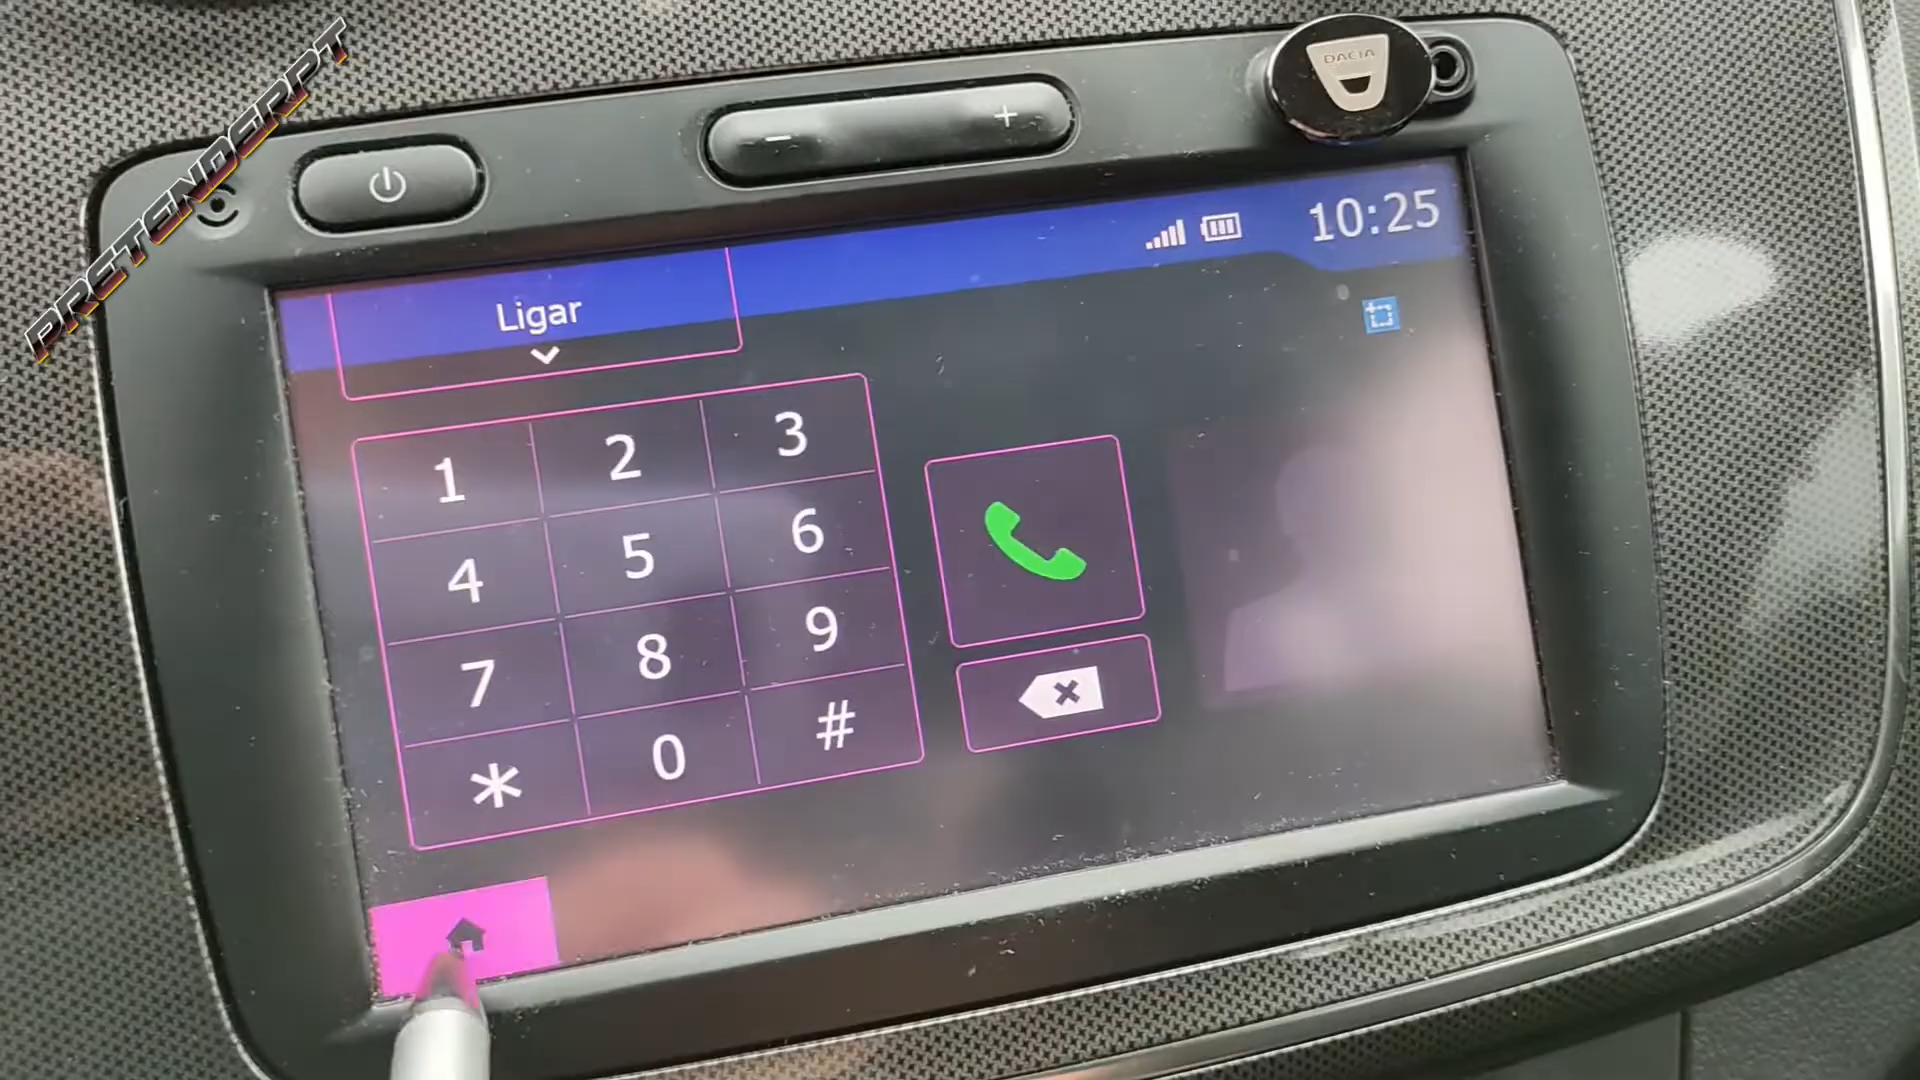 PRETENDERPT
DACIA
- +
10:25
Ligar
1 2 3
4 5 6
7 8 9
* 0 #